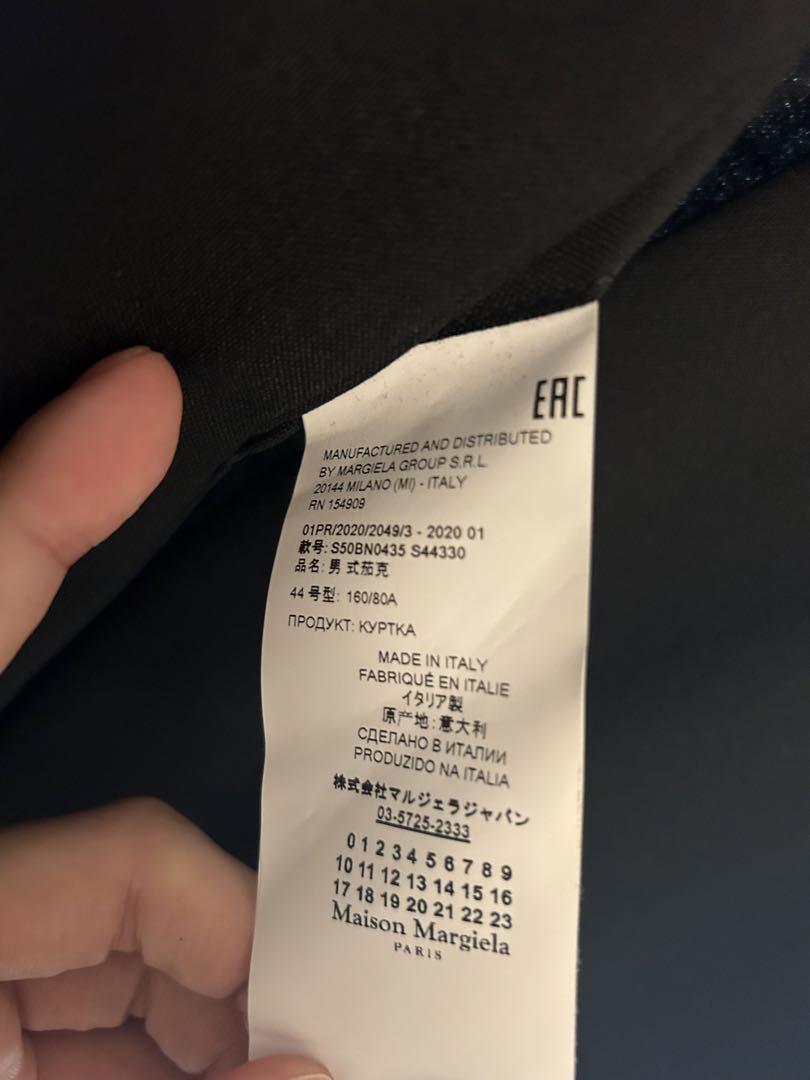 EAC
MANUFACTURED AND DISTRIBUTED
BY MARGIELA GROUP S.R.L.
20144 MILANO (MI) - ITALY
RN 154909
01PR/2020/2049/3 - 2020 01
款号: S50BN0435 S44330
品名: 男 式茄克
44 号型: 160/80A
ПРОДУКТ: КУРТКА
MADE IN ITALY
FABRIQUÉ EN ITALIE
イタリア製
原产地:意大利
СДЕЛАНО В ИТАЛИИ
PRODUZIDO NA ITALIA
株式会社マルジェラジャパン
03-5725-2333
0 1 2 3 4 5 6 7 8 9
10 11 12 13 14 15 16
17 18 19 20 21 22 23
Maison Margiela
PARIS